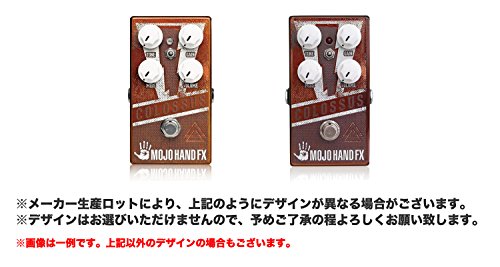 COLOSSUS
MOJO HAND FX
COLOSSUS
MOJO HAND FX
※メーカー生産ロットにより、上記のようにデザインが異なる場合がございます。
※デザインはお選びいただけませんので、予めご了承の程よろしくお願い致します。
※画像は一例です。上記以外のデザインの場合もございます。